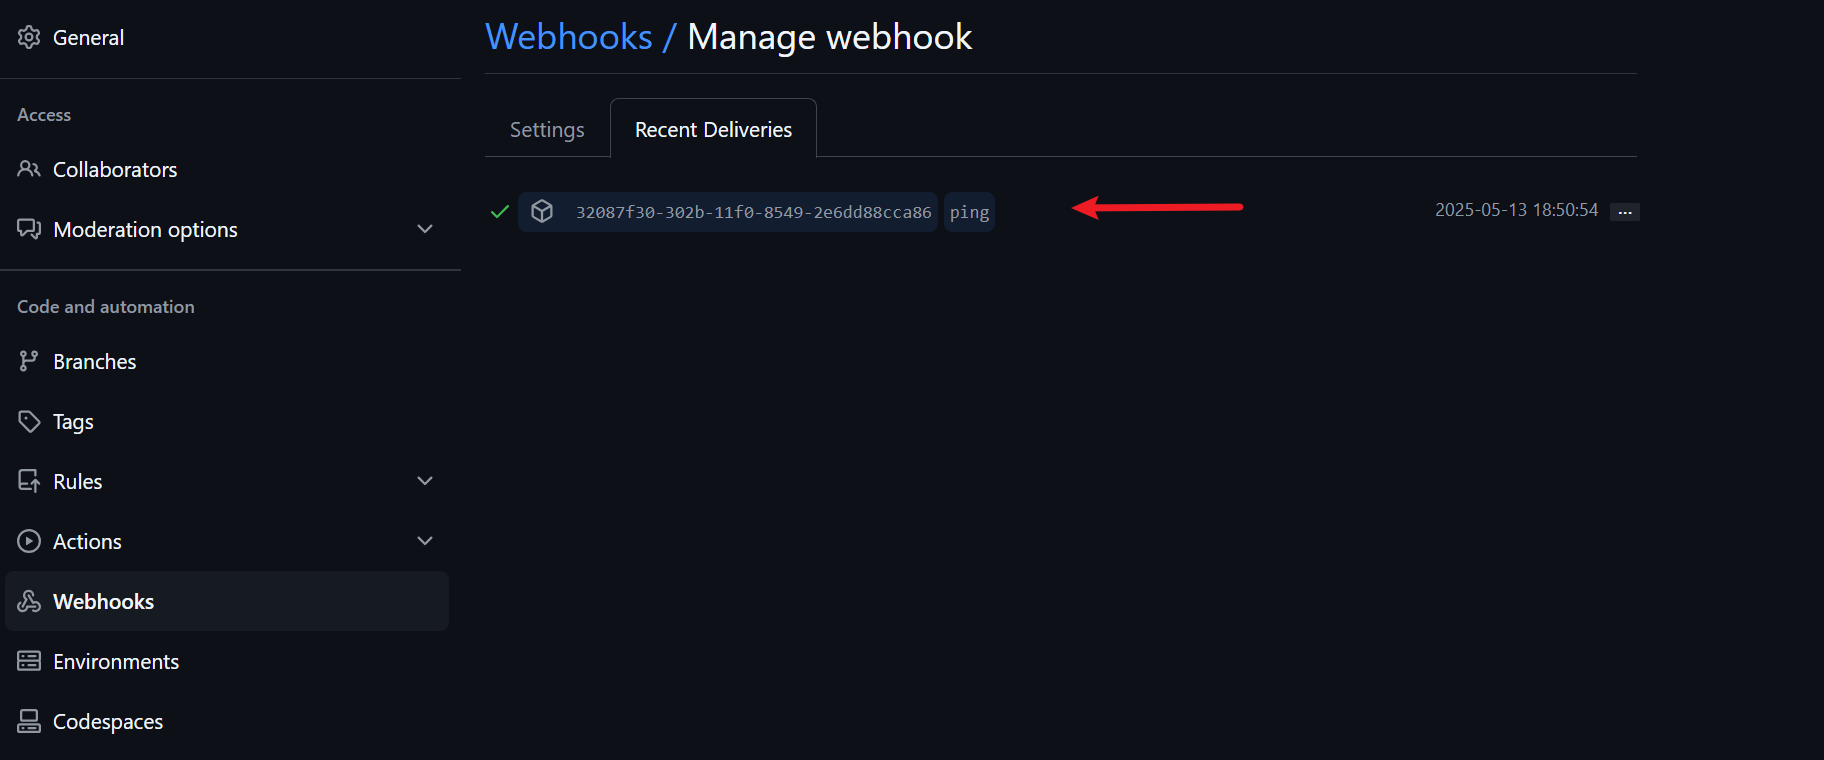 General
Access
Collaborators
Moderation options
Code and automation
Branches
Tags
Rules
Actions
Webhooks
Environments
Codespaces
Webhooks / Manage webhook
Settings
Recent Deliveries
32087f30-302b-11f0-8549-2e6dd88cca86 ping 2025-05-13 18:50:54 ...